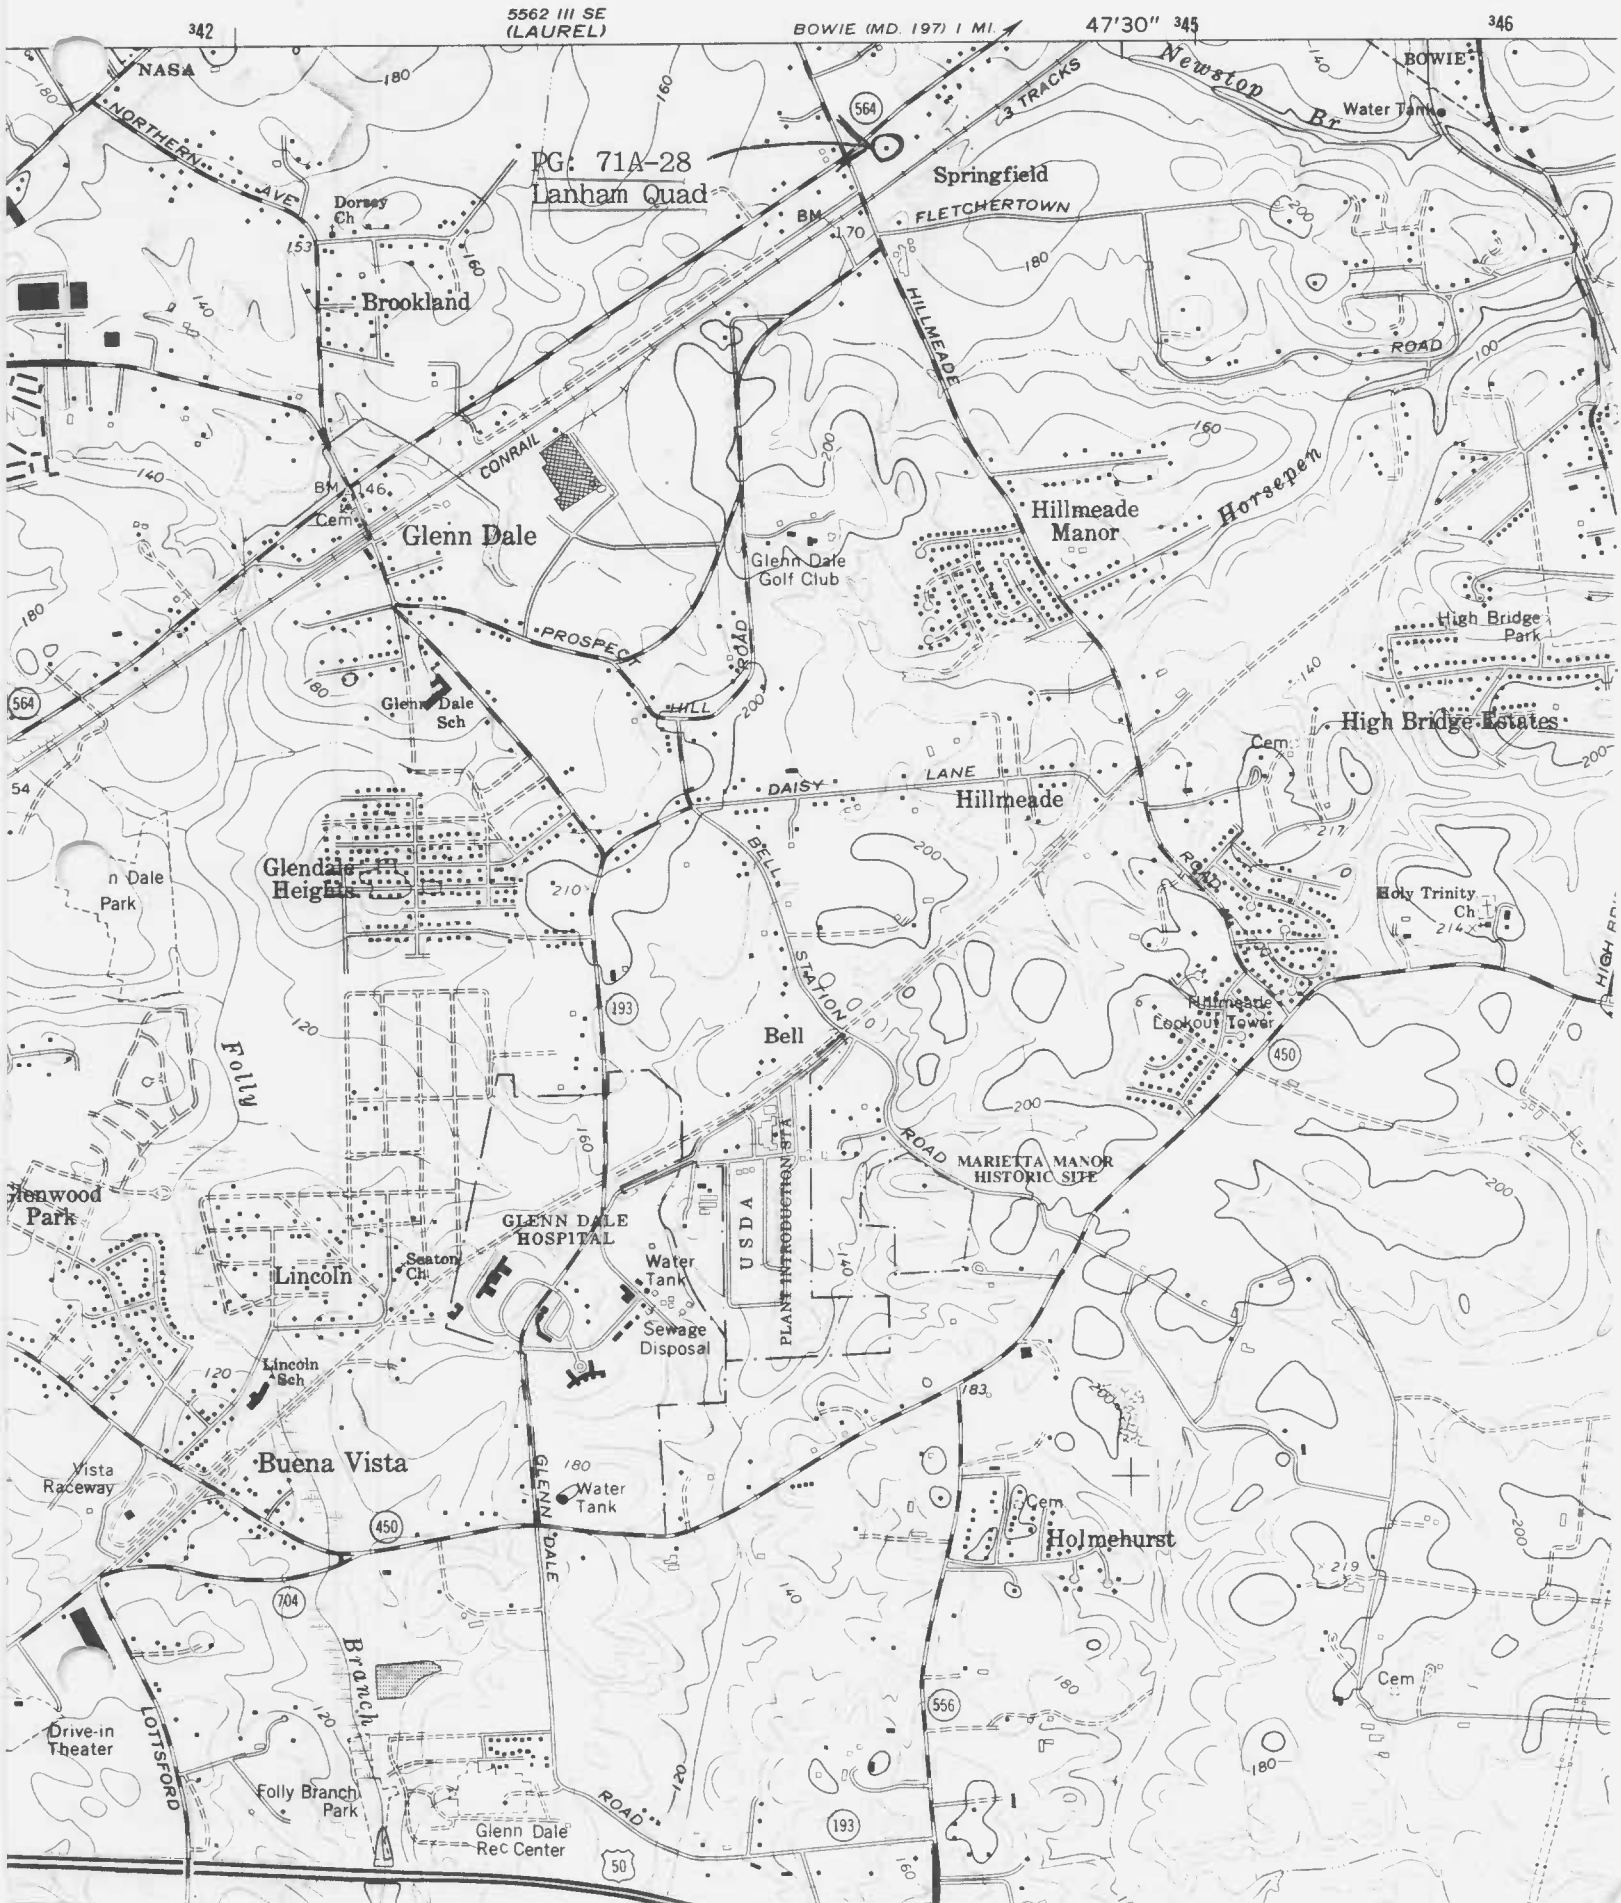 342
5562 III SE
(LAUREL)
BOWIE (MD. 197) 1 MI.
47'30"
345
346
NASA
180
180
160
564
3 TRACKS
Newstop
Br
140
BOWIE
Water Tank
NORTHERN
AVE
PG: 71A-28
Lanham Quad
Springfield
Dorsey
Ch
153
160
BM
170
FLETCHERTOWN
200
180
140
Brookland
HILLMEADE
ROAD
100
140
CONRAIL
200
160
BM 146
Cem
Glenn Dale
Hillmeade
Manor
Horsepen
Glenn Dale
Golf Club
180
PROSPECT
ROAD
High Bridge
Park
140
564
180
Glenn Dale
Sch
HILL
200
High Bridge Estates
Cem
200
54
DAISY
LANE
Hillmeade
217
Glendale
Heights
BELL
200
ROAD
n Dale
Park
210
Holy Trinity
Ch
214
STATION
HIGH
193
120
Folly
Bell
Hillmeade
Lookout Tower
450
200
160
ROAD
MARIETTA MANOR
HISTORIC SITE
200
Glenwood
Park
GLENN DALE
HOSPITAL
USDA
PLANT INTRODUCTION STA
140
Lincoln
Seaton
Ch
Water
Tank
Sewage
Disposal
120
Lincoln
Sch
183
200
Buena Vista
Vista
Raceway
GLENN DALE
180
Water
Tank
450
Cem
Holmehurst
200
704
140
219
Branch
LOTTSFORD
120
556
180
Cem
Drive-in
Theater
180
Folly Branch
Park
120
ROAD
Glenn Dale
Rec Center
193
50
160